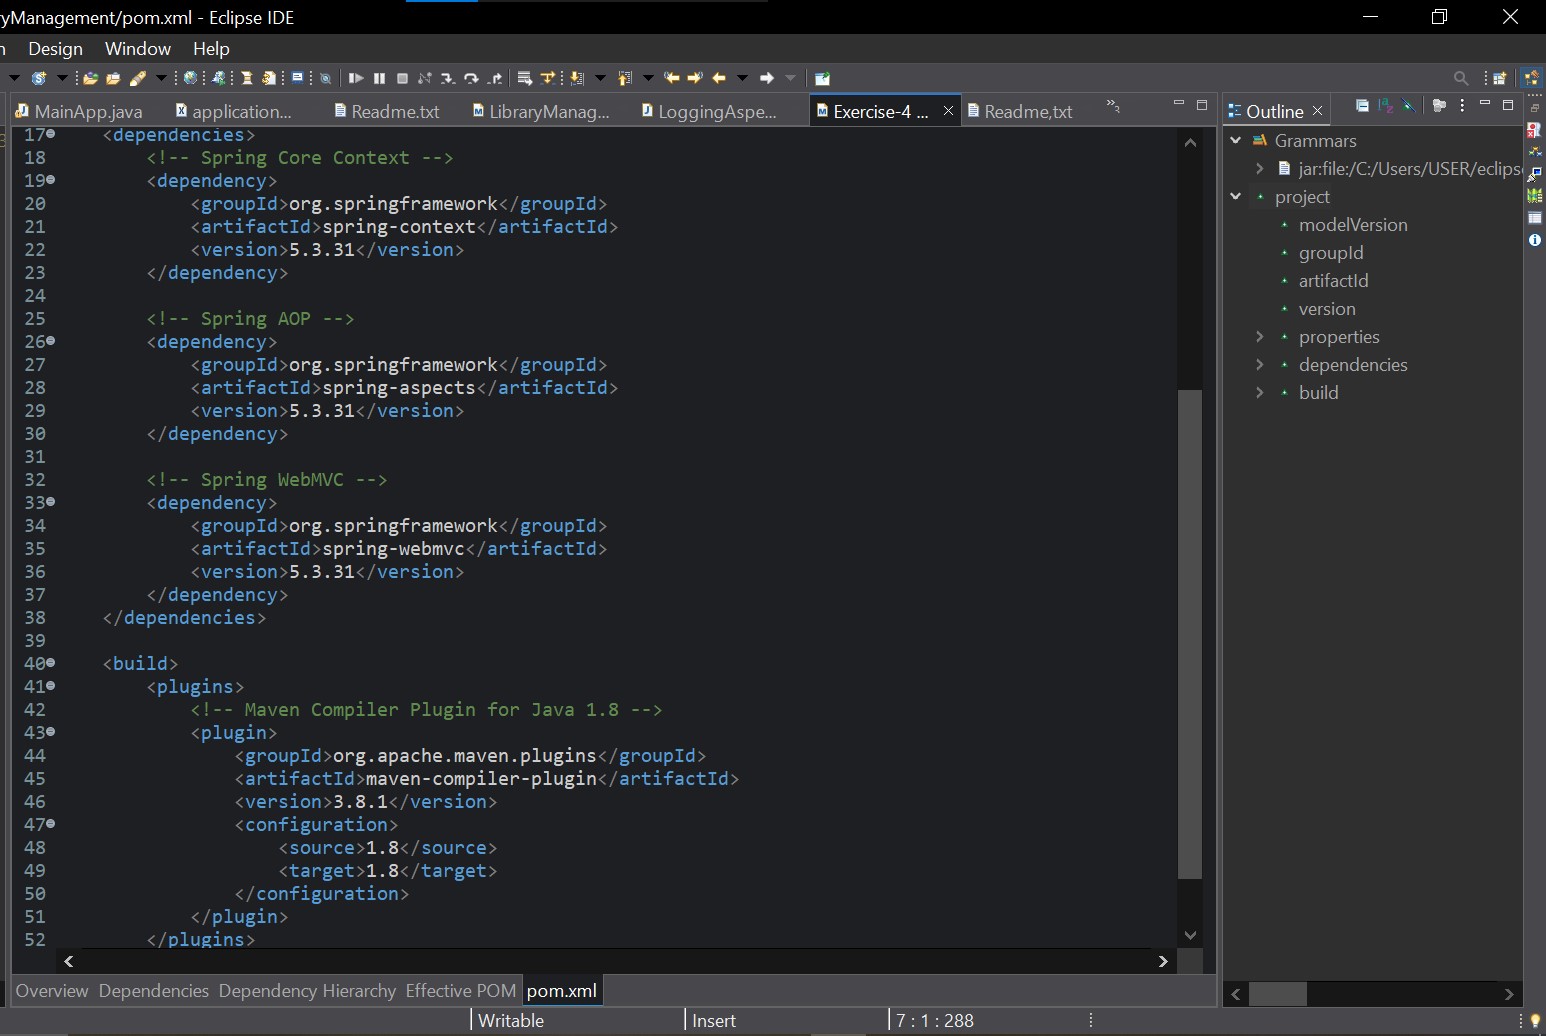 yManagement/pom.xml - Eclipse IDE
Design Window Help
MainApp.java application... Readme.txt LibraryManag... LoggingAspe... Exercise-4 ... Readme,txt »3
Outline
17 <dependencies>
18 <!-- Spring Core Context -->
19 <dependency>
20 <groupId>org.springframework</groupId>
21 <artifactId>spring-context</artifactId>
22 <version>5.3.31</version>
23 </dependency>
24
25 <!-- Spring AOP -->
26 <dependency>
27 <groupId>org.springframework</groupId>
28 <artifactId>spring-aspects</artifactId>
29 <version>5.3.31</version>
30 </dependency>
31
32 <!-- Spring WebMVC -->
33 <dependency>
34 <groupId>org.springframework</groupId>
35 <artifactId>spring-webmvc</artifactId>
36 <version>5.3.31</version>
37 </dependency>
38 </dependencies>
39
40 <build>
41 <plugins>
42 <!-- Maven Compiler Plugin for Java 1.8 -->
43 <plugin>
44 <groupId>org.apache.maven.plugins</groupId>
45 <artifactId>maven-compiler-plugin</artifactId>
46 <version>3.8.1</version>
47 <configuration>
48 <source>1.8</source>
49 <target>1.8</target>
50 </configuration>
51 </plugin>
52 </plugins>
Grammars
jar:file:/C:/Users/USER/eclips
project
modelVersion
groupId
artifactId
version
properties
dependencies
build
Overview Dependencies Dependency Hierarchy Effective POM pom.xml
Writable Insert 7 : 1 : 288